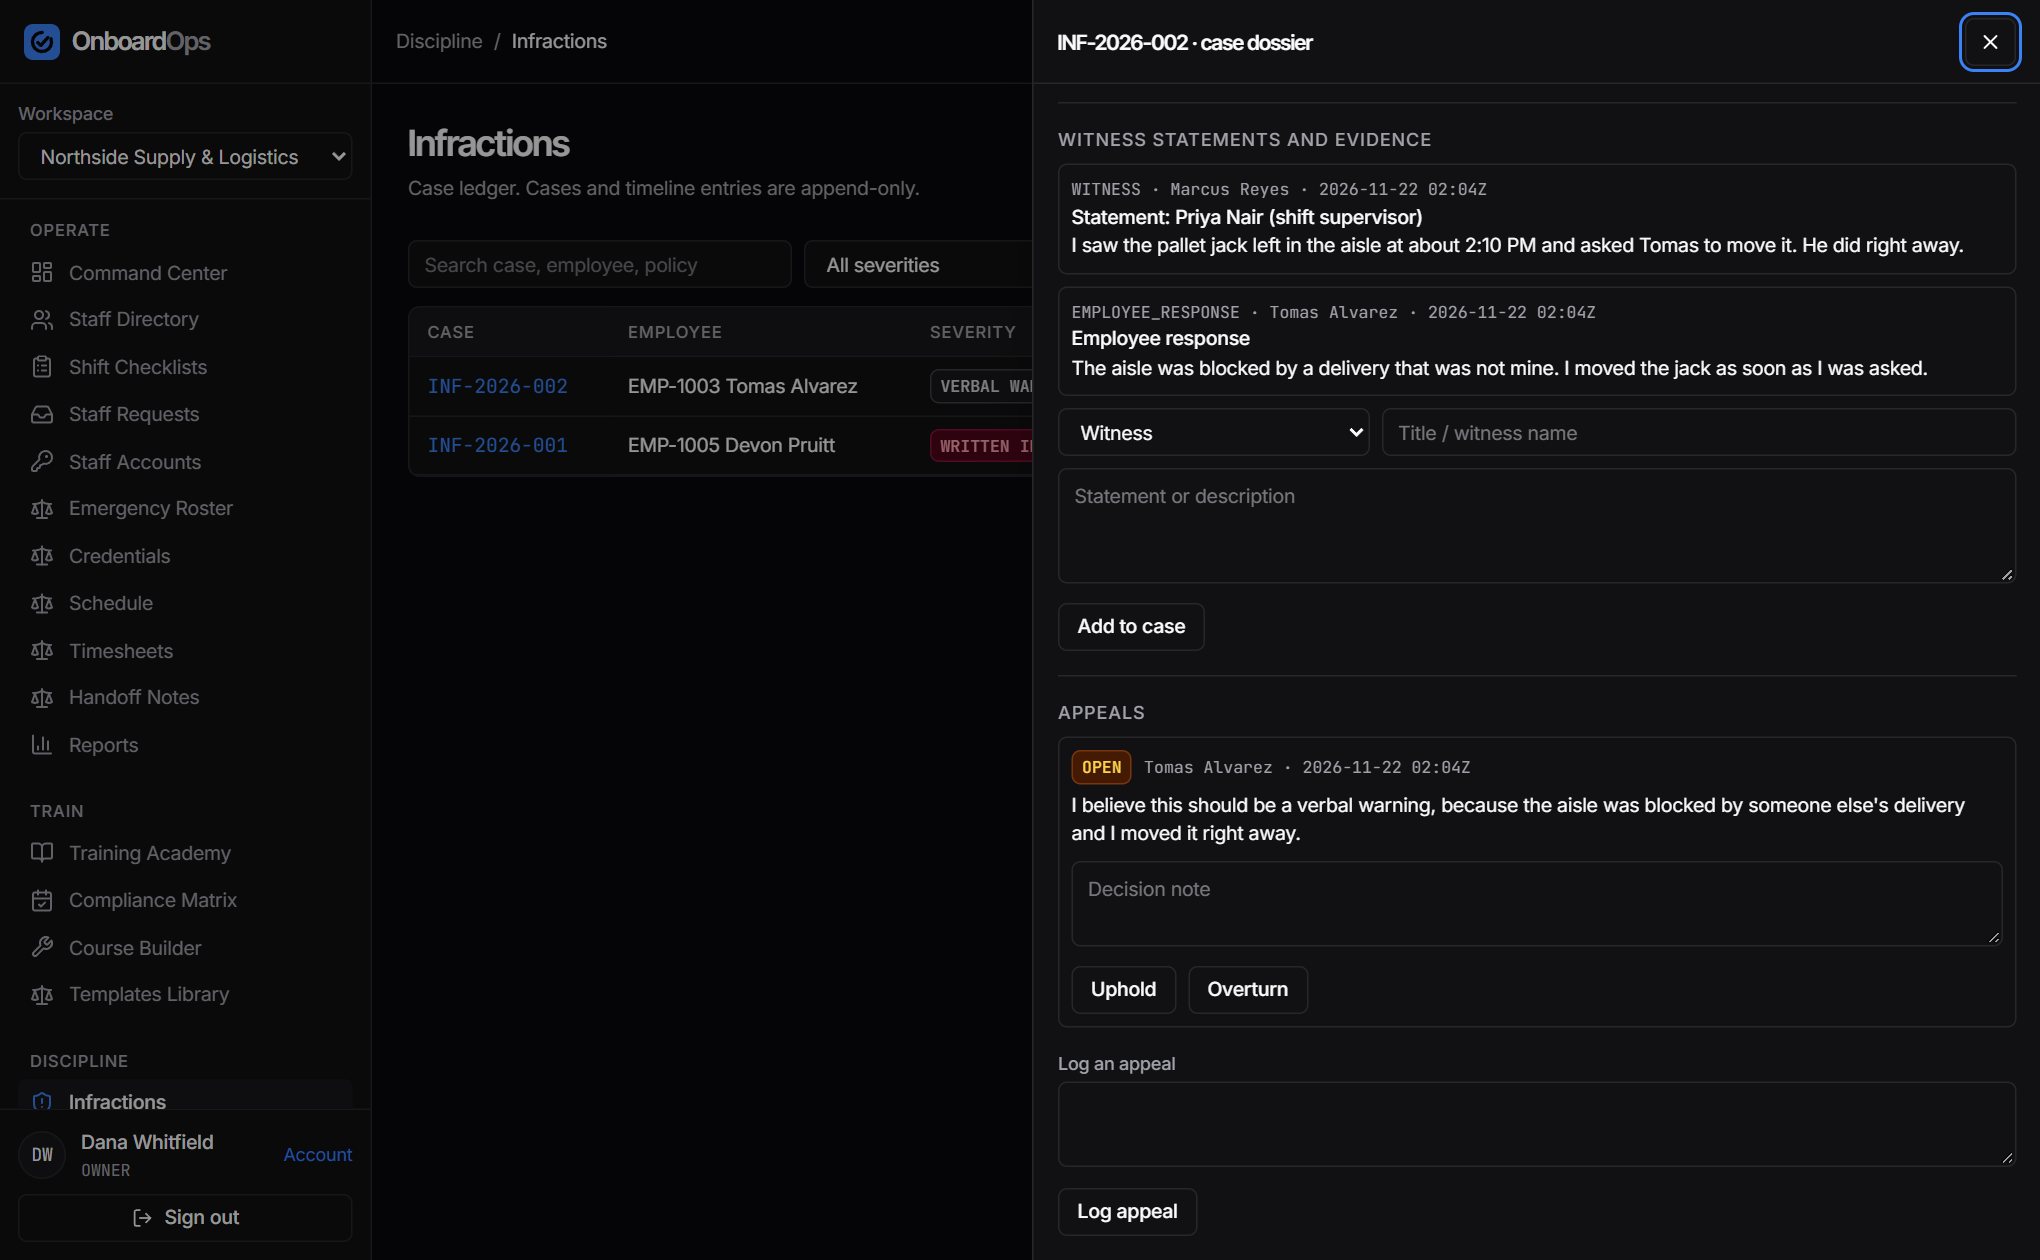 OnboardOps
Workspace
Northside Supply & Logistics
OPERATE
Command Center
Staff Directory
Shift Checklists
Staff Requests
Staff Accounts
Emergency Roster
Credentials
Schedule
Timesheets
Handoff Notes
Reports
TRAIN
Training Academy
Compliance Matrix
Course Builder
Templates Library
DISCIPLINE
Infractions
DW
Dana Whitfield
OWNER
Account
Sign out
Discipline / Infractions
Infractions
Case ledger. Cases and timeline entries are append-only.
Search case, employee, policy
All severities
CASE EMPLOYEE SEVERITY
INF-2026-002 EMP-1003 Tomas Alvarez VERBAL
INF-2026-001 EMP-1005 Devon Pruitt WRITTEN
INF-2026-002 · case dossier
WITNESS STATEMENTS AND EVIDENCE
WITNESS · Marcus Reyes · 2026-11-22 02:04Z
Statement: Priya Nair (shift supervisor)
I saw the pallet jack left in the aisle at about 2:10 PM and asked Tomas to move it. He did right away.
EMPLOYEE_RESPONSE · Tomas Alvarez · 2026-11-22 02:04Z
Employee response
The aisle was blocked by a delivery that was not mine. I moved the jack as soon as I was asked.
Witness
Title / witness name
Statement or description
Add to case
APPEALS
OPEN Tomas Alvarez · 2026-11-22 02:04Z
I believe this should be a verbal warning, because the aisle was blocked by someone else's delivery
and I moved it right away.
Decision note
Uphold
Overturn
Log an appeal
Log appeal